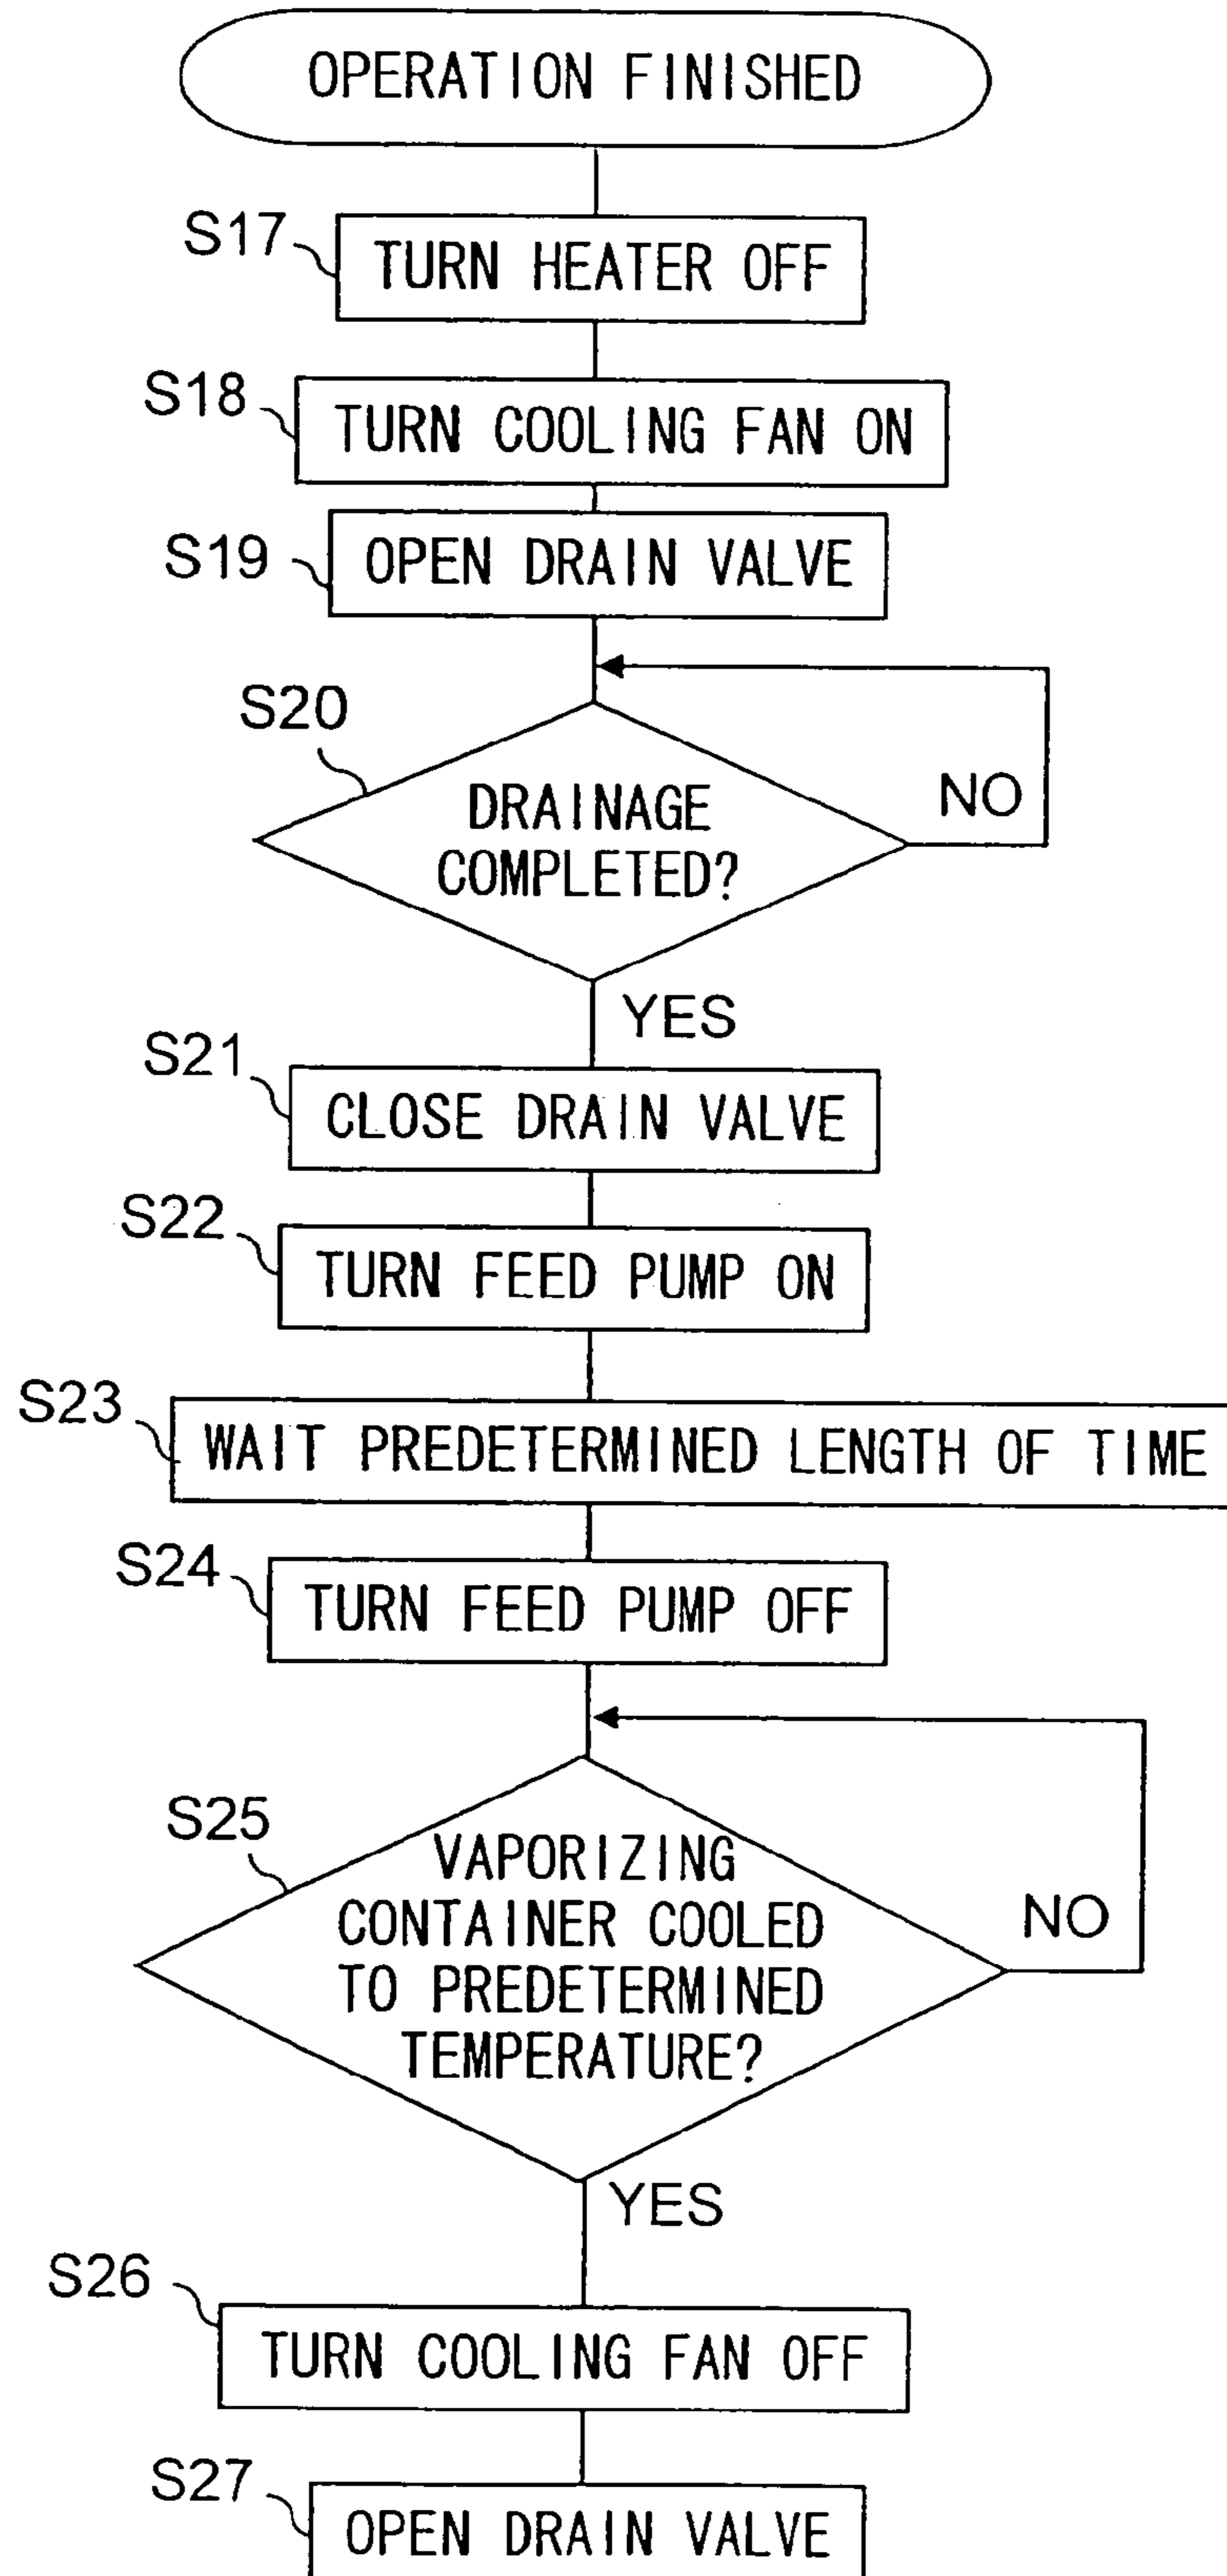 OPERATION FINISHED
S17
TURN HEATER OFF
S18
TURN COOLING FAN ON
S19
OPEN DRAIN VALVE
S20
DRAINAGE
COMPLETED?
NO
YES
S21
CLOSE DRAIN VALVE
S22
TURN FEED PUMP ON
S23
WAIT PREDETERMINED LENGTH OF TIME
S24
TURN FEED PUMP OFF
S25
VAPORIZING
CONTAINER COOLED
TO PREDETERMINED
TEMPERATURE?
NO
YES
S26
TURN COOLING FAN OFF
S27
OPEN DRAIN VALVE